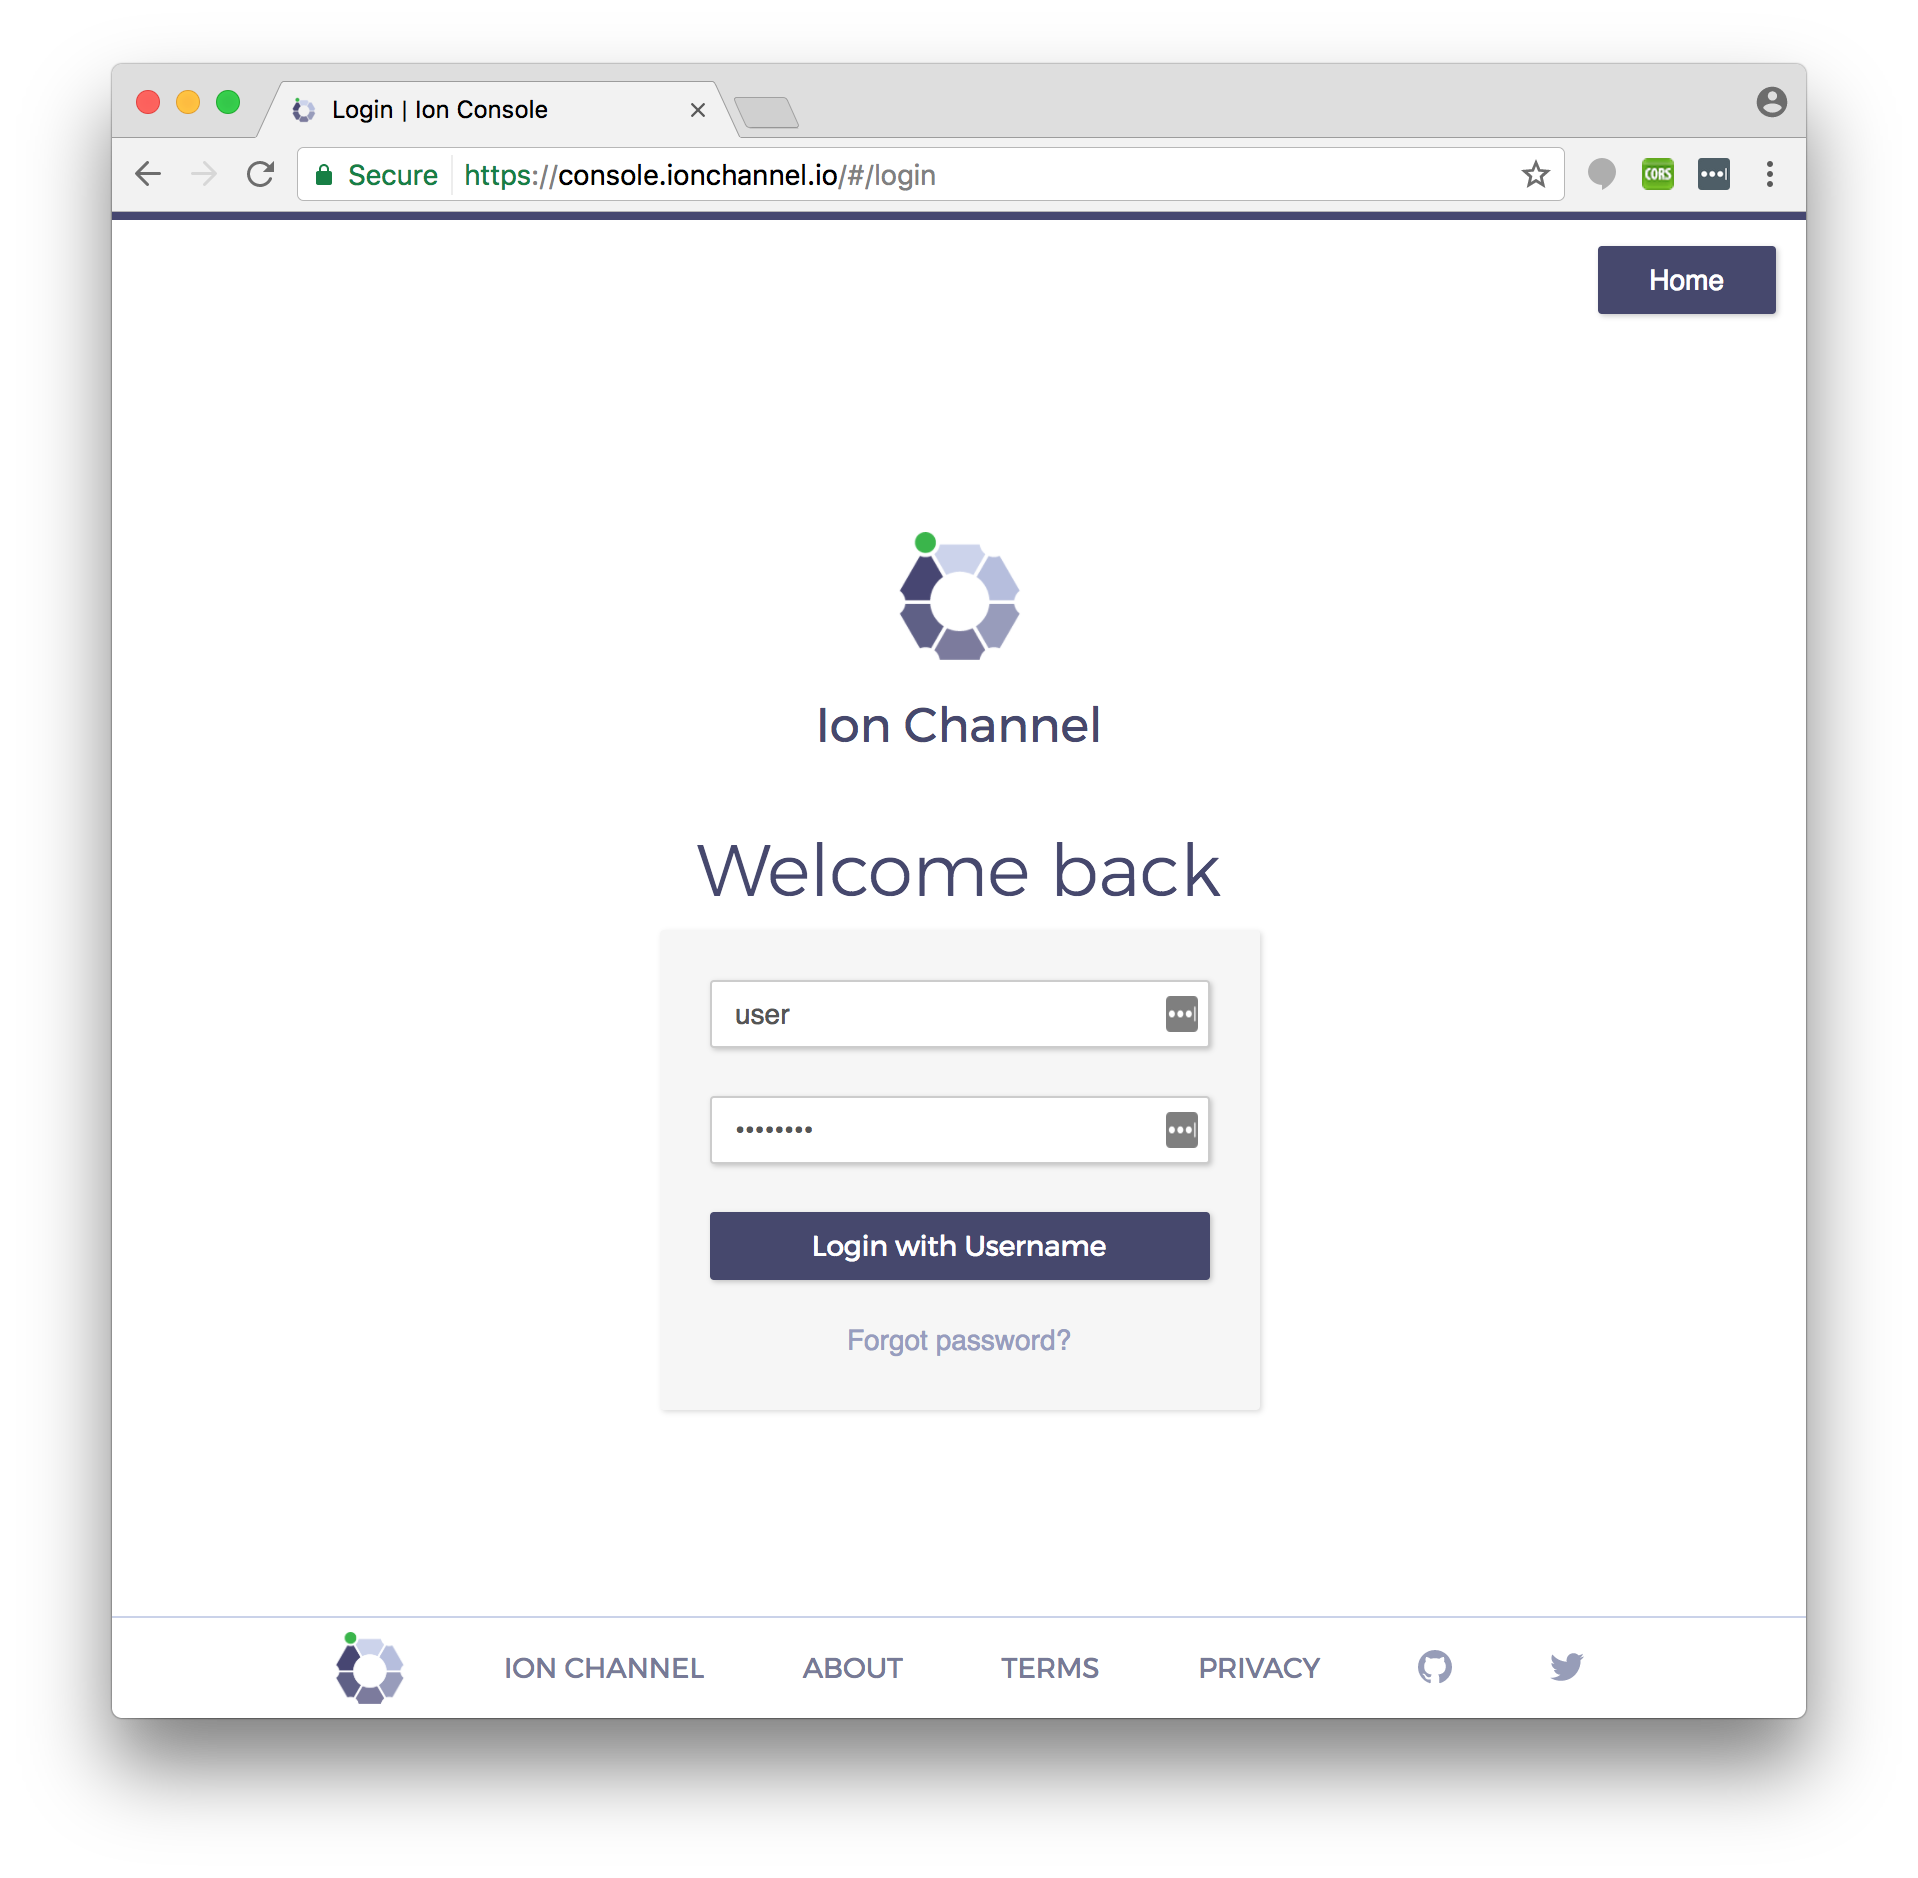 Login | Ion Console
Secure https://console.ionchannel.io/#/login
CORS
Home
Ion Channel
Welcome back
user
••••••••
Login with Username
Forgot password?
ION CHANNEL ABOUT TERMS PRIVACY